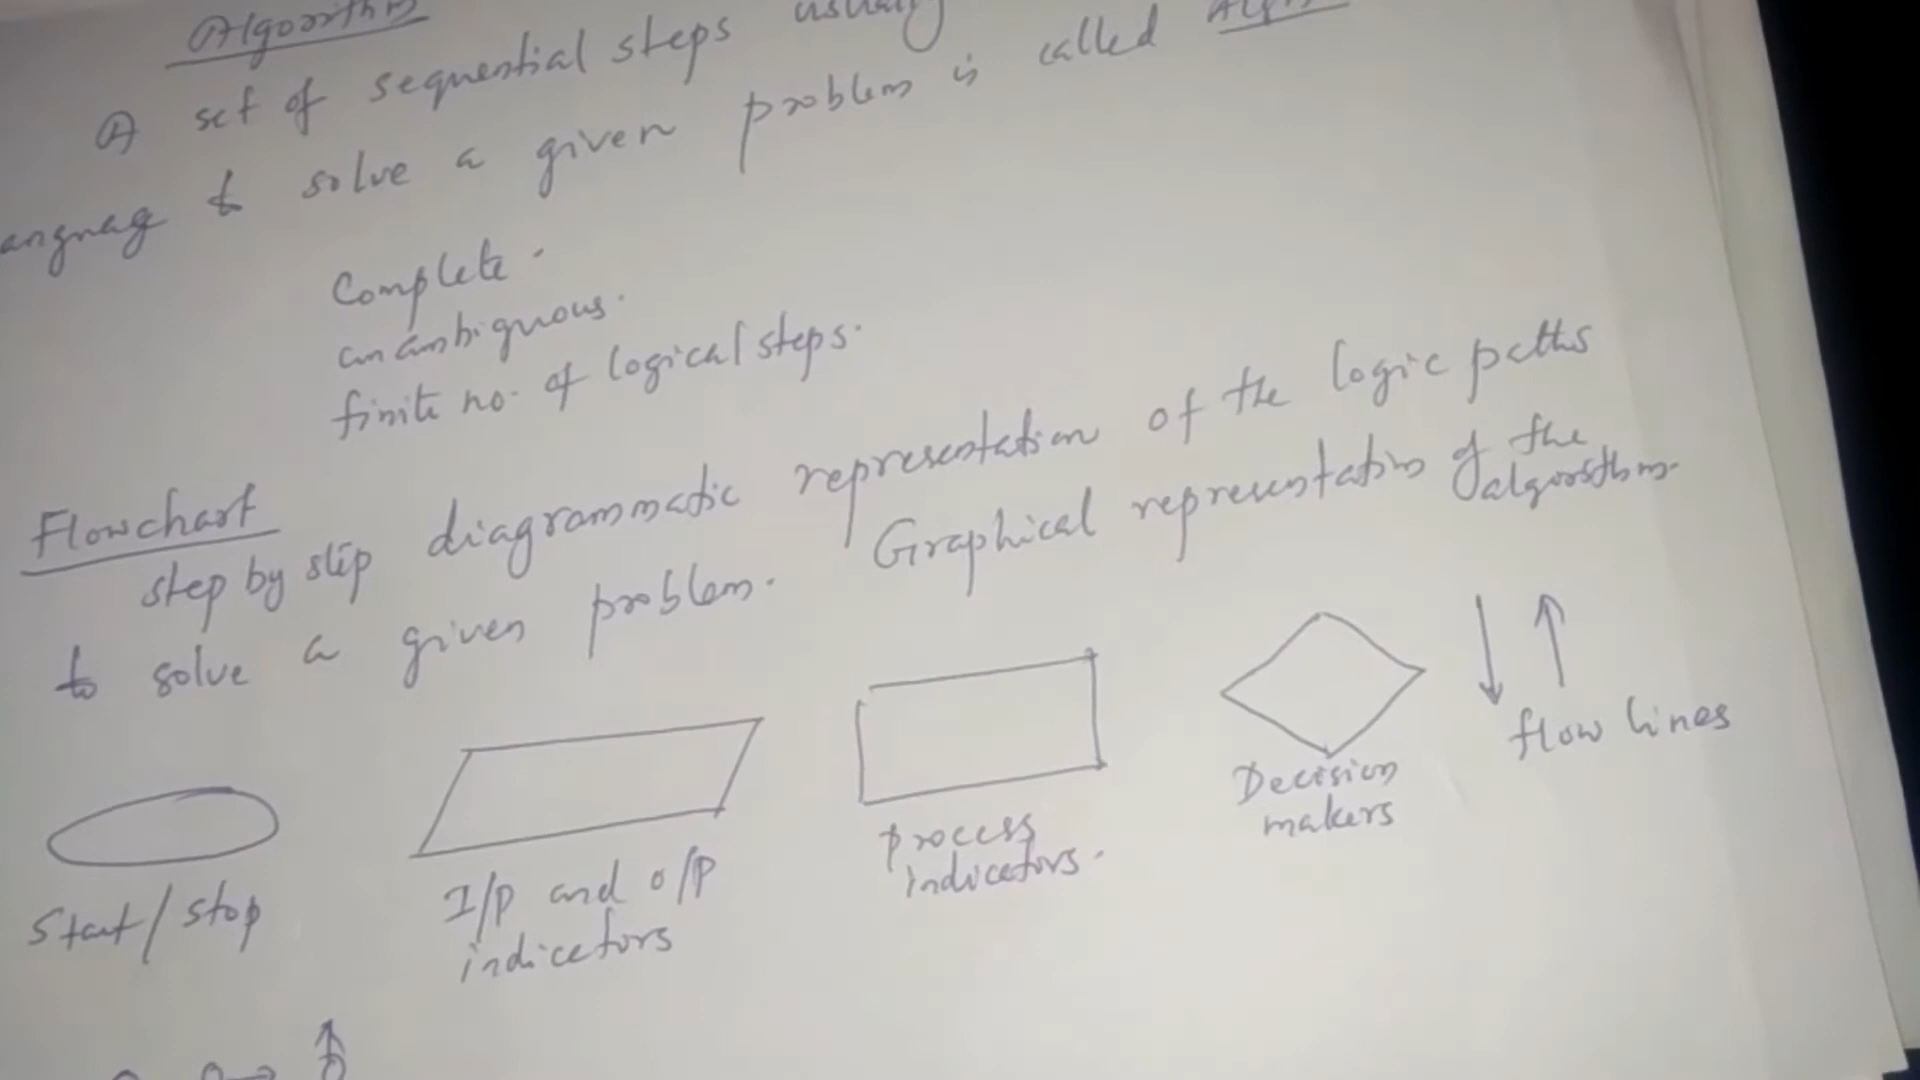 Algorithm
A set of sequential steps usually
to solve a given problem is called
Complete.
unambiguous.
finite no. of logical steps.
Flowchart
step by step diagrammatic representation of the logic paths
to solve a given problem. Graphical representation of the
algorithm.
Start/stop
I/P and O/P
indicators
process
indicators.
Decision
makers
flow lines